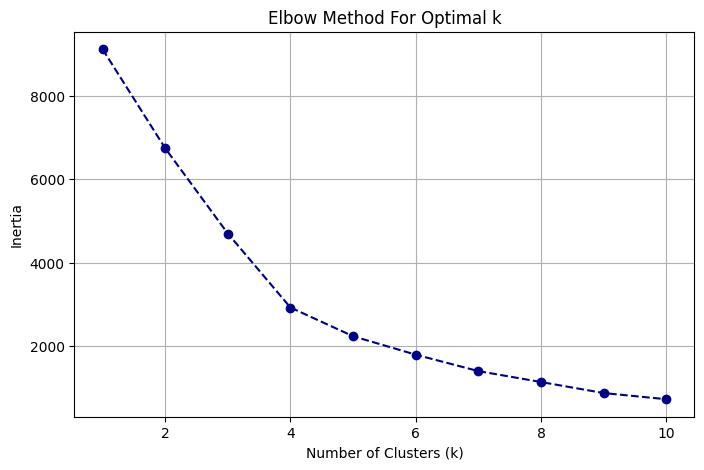 Elbow Method For Optimal k
Inertia
8000
6000
4000
2000
2 4 6 8 10
Number of Clusters (k)